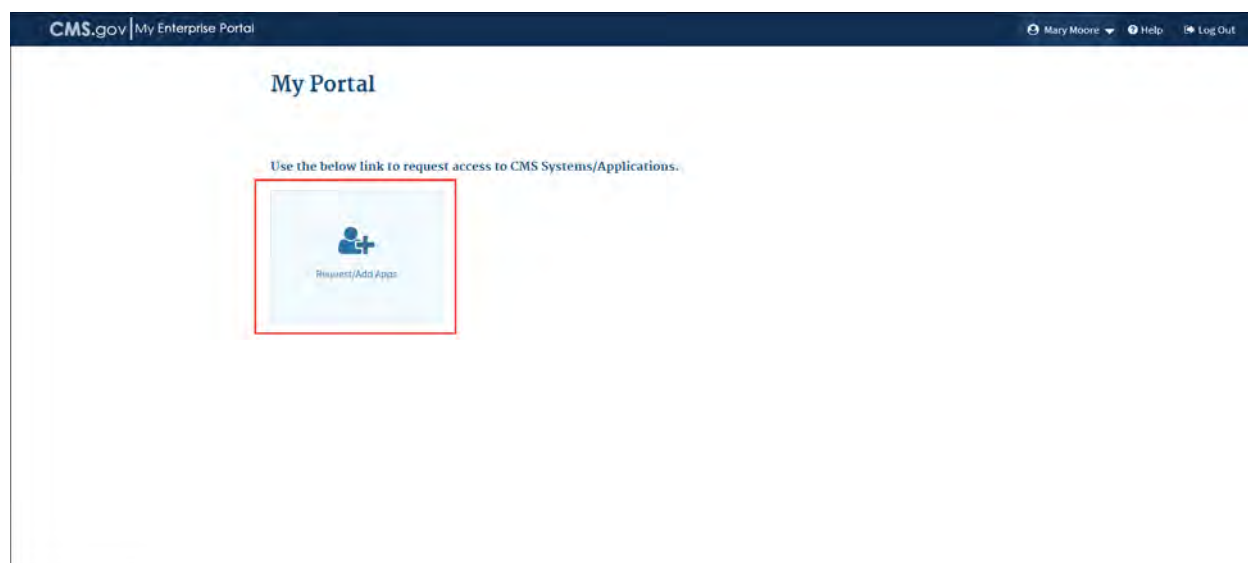 CMS.gov My Enterprise Portal
Mary Moore Help Log Out
My Portal
Use the below link to request access to CMS Systems/Applications.
Request/Add Apps